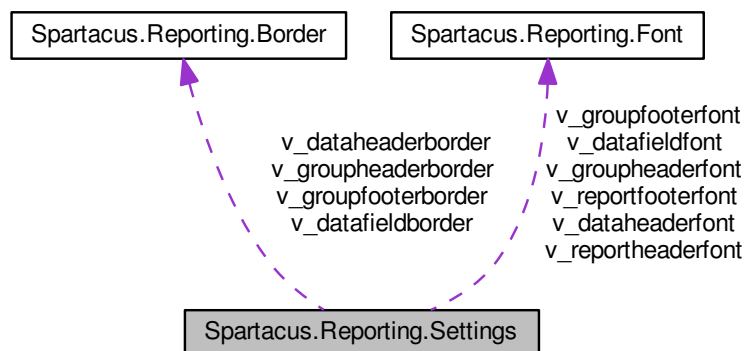 Spartacus.Reporting.Border
Spartacus.Reporting.Font
v_dataheaderborder
v_groupheaderborder
v_groupfooterborder
v_datafieldborder
v_groupfooterfont
v_datafieldfont
v_groupheaderfont
v_reportfooterfont
v_dataheaderfont
v_reportheaderfont
Spartacus.Reporting.Settings